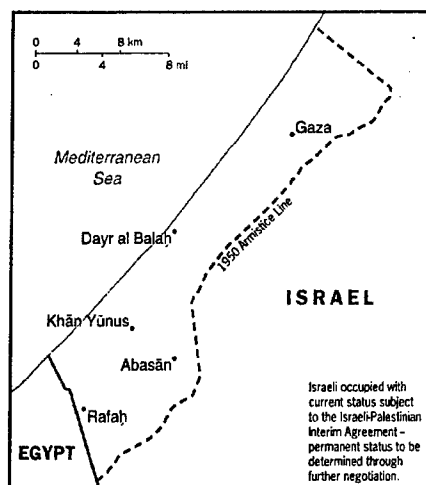 0 4 8 km
0 4 8 mi
Gaza
Mediterranean
Sea
Dayr al Balaḥ
1950 Armistice Line
ISRAEL
Khān Yūnus
Abasān
Rafaḥ
EGYPT
Israeli occupied with
current status subject
to the Israeli-Palestinian
Interim Agreement –
permanent status to be
determined through
further negotiation.